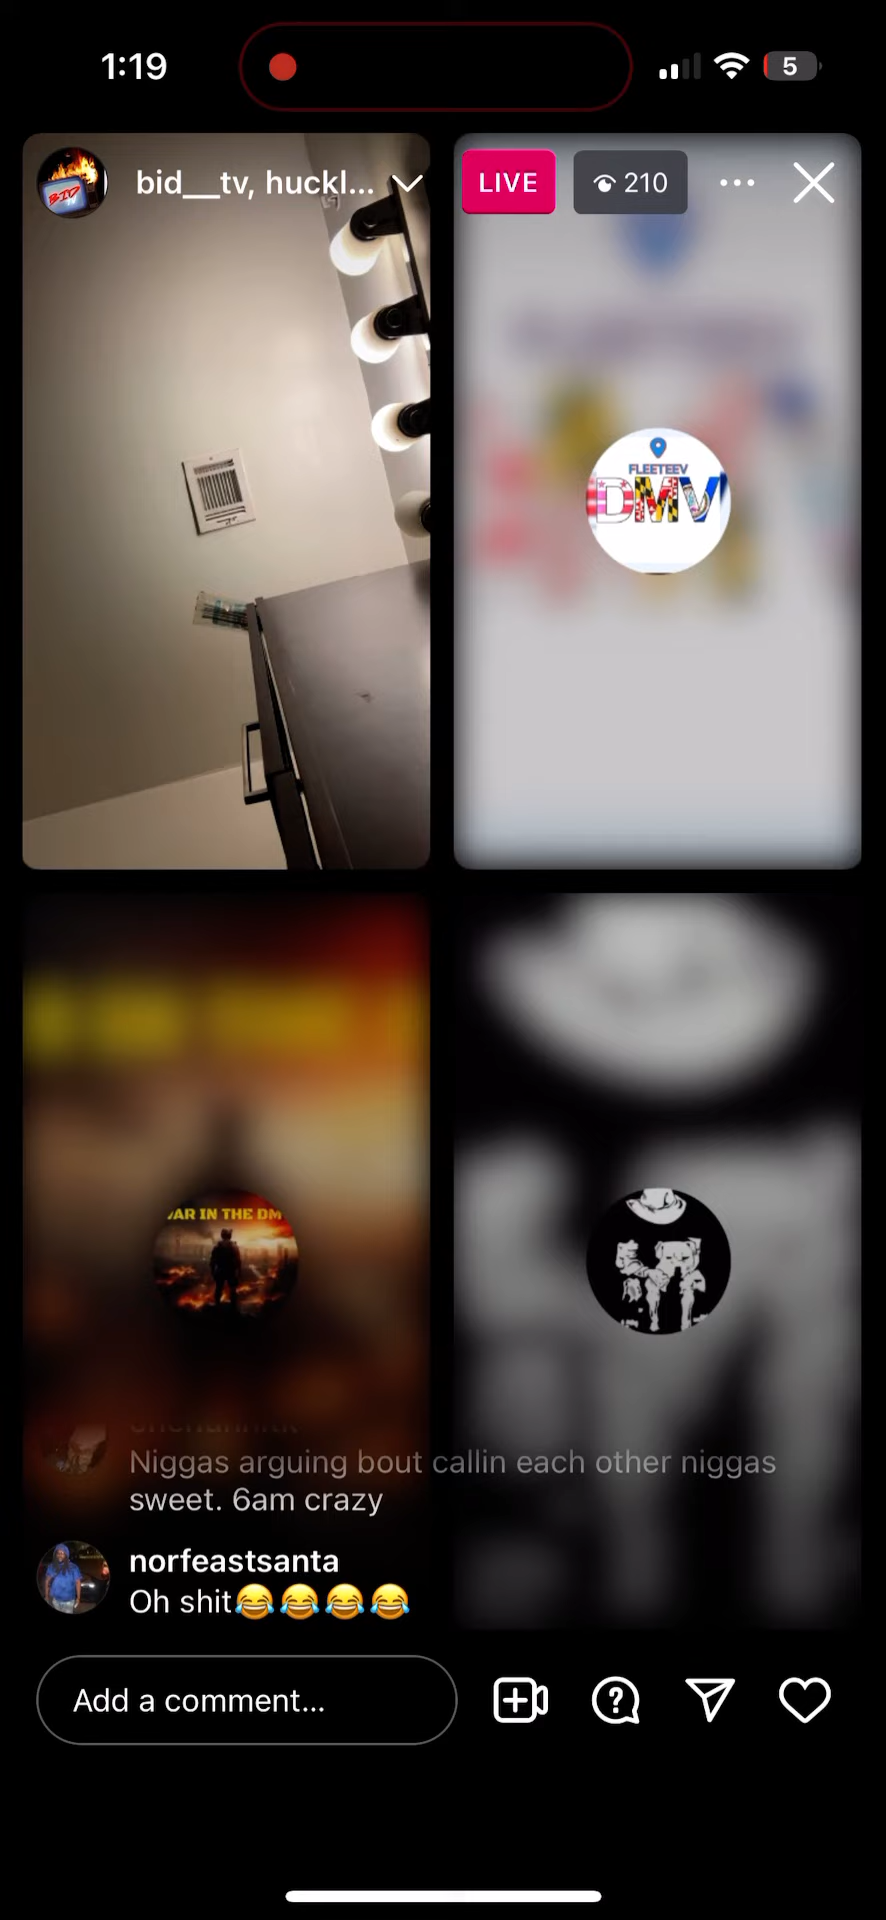 1:19
5
bid__tv, huckl...
LIVE
210
BID
FLEETEEV
DMV
AR IN THE DM
Niggas arguing bout callin each other niggas
sweet. 6am crazy
norfeastsanta
Oh shit😂😂😂😂
Add a comment...